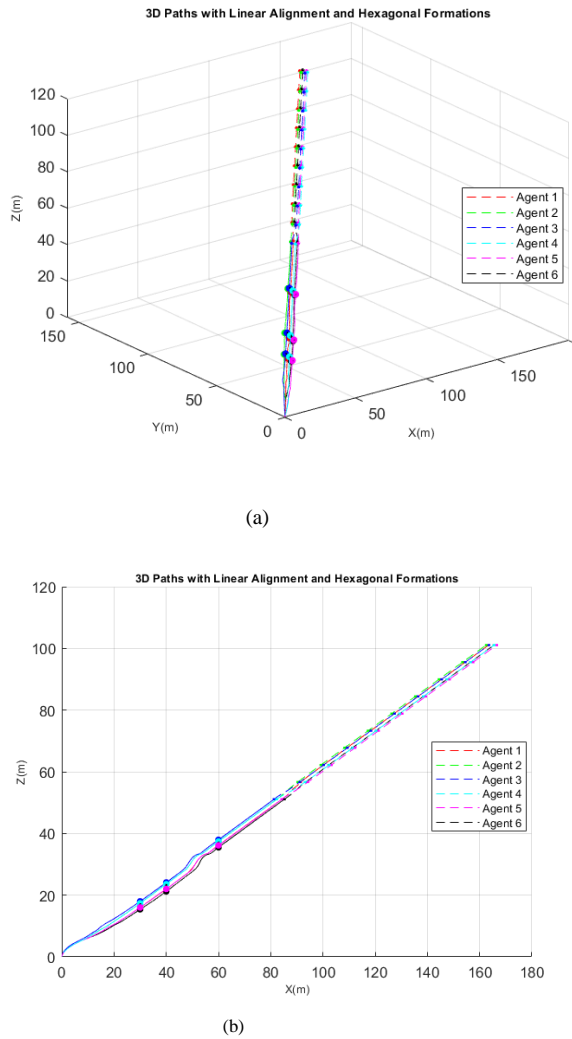 3D Paths with Linear Alignment and Hexagonal Formations
120
100
80
60
40
20
0
Z(m)
150
100
50
0
Y(m)
0
50
100
150
X(m)
Agent 1
Agent 2
Agent 3
Agent 4
Agent 5
Agent 6
(a)
3D Paths with Linear Alignment and Hexagonal Formations
120
100
80
60
40
20
0
Z(m)
0 20 40 60 80 100 120 140 160 180
X(m)
Agent 1
Agent 2
Agent 3
Agent 4
Agent 5
Agent 6
(b)